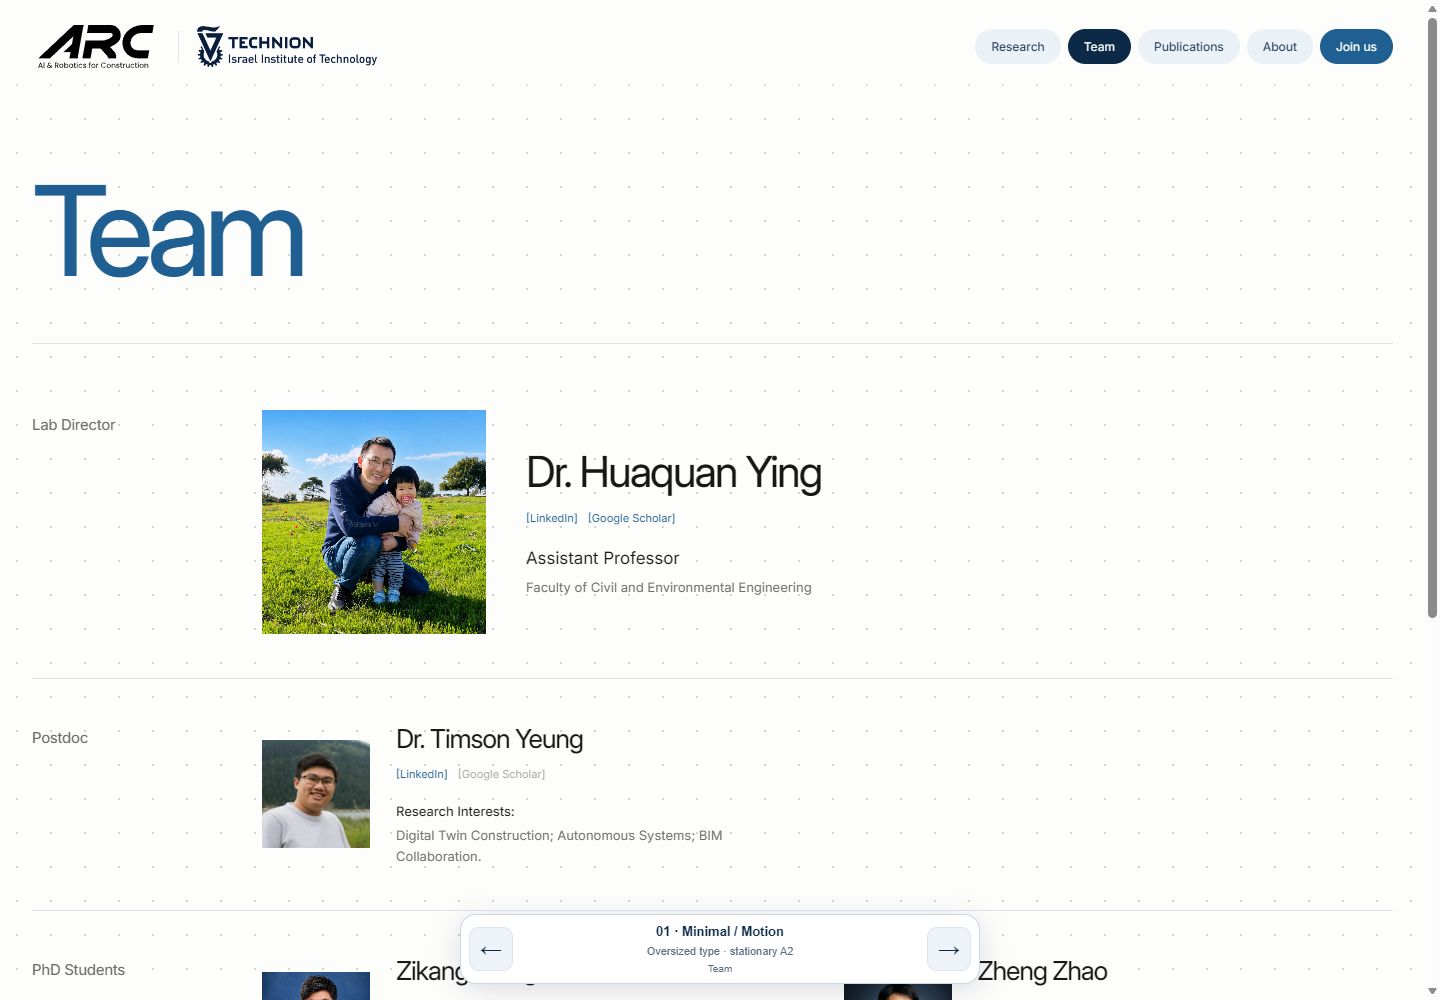 ARC
AI & Robotics for Construction
TECHNION
Israel Institute of Technology
Research
Team
Publications
About
Join us
Team
Lab Director
Dr. Huaquan Ying
[LinkedIn] [Google Scholar]
Assistant Professor
Faculty of Civil and Environmental Engineering
Postdoc
Dr. Timson Yeung
[LinkedIn] [Google Scholar]
Research Interests:
Digital Twin Construction; Autonomous Systems; BIM
Collaboration.
PhD Students
Zheng Zhao
←
01 · Minimal / Motion
Oversized type · stationary A2
Team
→